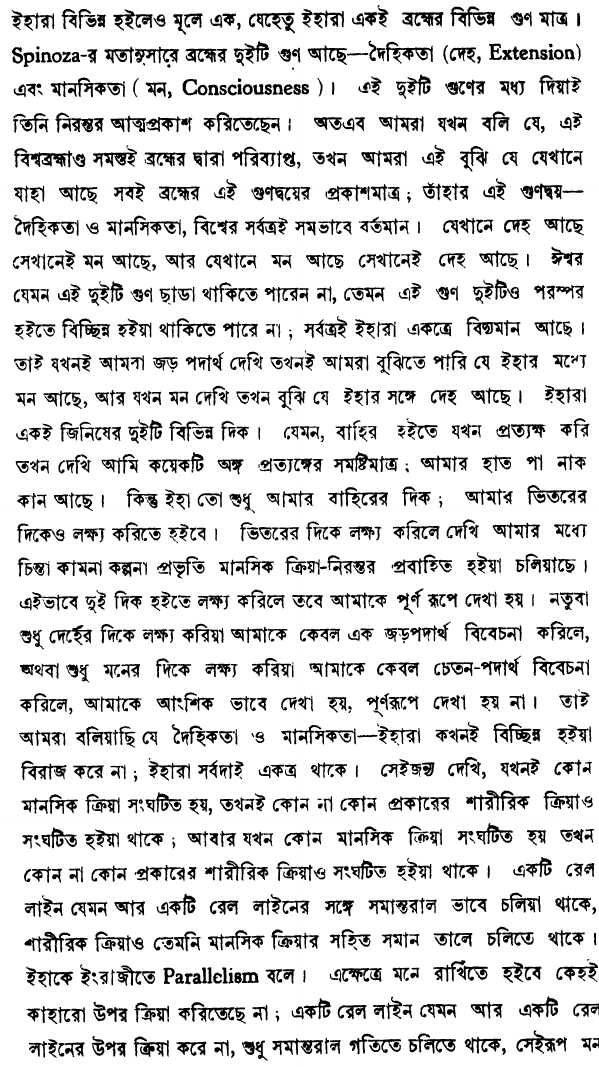 ইহারা বিভিন্ন হইলেও মূলে এক, যেহেতু ইহারা একই ব্রহ্মের বিভিন্ন গুণ মাত্র।
Spinoza-র মতানুসারে ব্রহ্মের দুইটি গুণ আছে—দৈহিকতা (দেহ, Extension)
এবং মানসিকতা ( মন, Consciousness )। এই দুইটি গুণের মধ্য দিয়াই
তিনি নিরন্তর আত্মপ্রকাশ করিতেছেন। অতএব আমরা যখন বলি যে, এই
বিশ্বব্রহ্মাণ্ড সমস্তই ব্রহ্মের দ্বারা পরিব্যাপ্ত, তখন আমরা এই বুঝি যে যেখানে
যাহা আছে সবই ব্রহ্মের এই গুণদ্বয়ের প্রকাশমাত্র ; তাঁহার এই গুণদ্বয়—
দৈহিকতা ও মানসিকতা, বিশ্বের সর্বত্রই সমভাবে বর্তমান। যেখানে দেহ আছে
সেখানেই মন আছে, আর যেখানে মন আছে সেখানেই দেহ আছে। ঈশ্বর
যেমন এই দুইটি গুণ ছাডা থাকিতে পারেন না, তেমন এই গুণ দুইটিও পরস্পর
হইতে বিচ্ছিন্ন হইয়া থাকিতে পারে না ; সর্বত্রই ইহারা একত্রে বিদ্যমান আছে।
তাই যখনই আমরা জড় পদার্থ দেখি তখনই আমরা বুঝিতে পারি যে ইহার মধ্যে
মন আছে, আর যখন মন দেখি তখন বুঝি যে ইহার সঙ্গে দেহ আছে। ইহারা
একই জিনিষের দুইটি বিভিন্ন দিক। যেমন, বাহির হইতে যখন প্রত্যক্ষ করি
তখন দেখি আমি কয়েকটি অঙ্গ প্রত্যঙ্গের সমষ্টিমাত্র ; আমার হাত পা নাক
কান আছে। কিন্তু ইহা তো শুধু আমার বাহিরের দিক ; আমার ভিতরের
দিকেও লক্ষ্য করিতে হইবে। ভিতরের দিকে লক্ষ্য করিলে দেখি আমার মধ্যে
চিন্তা কামনা কল্পনা প্রভৃতি মানসিক ক্রিয়া-নিরন্তর প্রবাহিত হইয়া চলিয়াছে।
এইভাবে দুই দিক হইতে লক্ষ্য করিলে তবে আমাকে পূর্ণ রূপে দেখা হয়। নতুবা
শুধু দেহের দিকে লক্ষ্য করিয়া আমাকে কেবল এক জড়পদার্থ বিবেচনা করিলে,
অথবা শুধু মনের দিকে লক্ষ্য করিয়া আমাকে কেবল চেতন-পদার্থ বিবেচনা
করিলে, আমাকে আংশিক ভাবে দেখা হয়, পূর্ণরূপে দেখা হয় না। তাই
আমরা বলিয়াছি যে দৈহিকতা ও মানসিকতা—ইহারা কখনই বিচ্ছিন্ন হইয়া
বিরাজ করে না ; ইহারা সর্বদাই একত্র থাকে। সেইজন্য দেখি, যখনই কোন
মানসিক ক্রিয়া সংঘটিত হয়, তখনই কোন না কোন প্রকারের শারীরিক ক্রিয়াও
সংঘটিত হইয়া থাকে ; আবার যখন কোন মানসিক ক্রিয়া সংঘটিত হয় তখন
কোন না কোন প্রকারের শারীরিক ক্রিয়াও সংঘটিত হইয়া থাকে। একটি রেল
লাইন যেমন আর একটি রেল লাইনের সঙ্গে সমান্তরাল ভাবে চলিয়া থাকে,
শারীরিক ক্রিয়াও তেমনি মানসিক ক্রিয়ার সহিত সমান তালে চলিতে থাকে।
ইহাকে ইংরাজীতে Parallelism বলে। এক্ষেত্রে মনে রাখিতে হইবে কেহই
কাহারো উপর ক্রিয়া করিতেছে না ; একটি রেল লাইন যেমন আর একটি রেল
লাইনের উপর ক্রিয়া করে না, শুধু সমান্তরাল গতিতে চলিতে থাকে, সেইরূপ মন